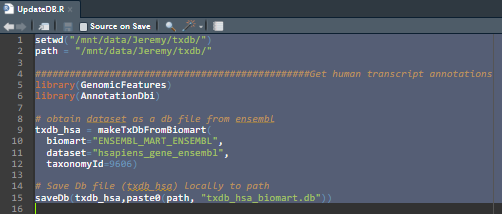 UpdateDB.R
Source on Save
1 setwd("/mnt/data/Jeremy/txdb/")
2 path = "/mnt/data/Jeremy/txdb/"
3
4 ################################################Get human transcript annotations
5 library(GenomicFeatures)
6 library(AnnotationDbi)
7
8 # obtain dataset as a db file from ensembl
9 txdb_hsa = makeTxDbFromBiomart(
10 biomart="ENSEMBL_MART_ENSEMBL",
11 dataset="hsapiens_gene_ensembl",
12 taxonomyId=9606)
13
14 # Save Db file (txdb_hsa) locally to path
15 saveDb(txdb_hsa,paste0(path, "txdb_hsa_biomart.db"))
16